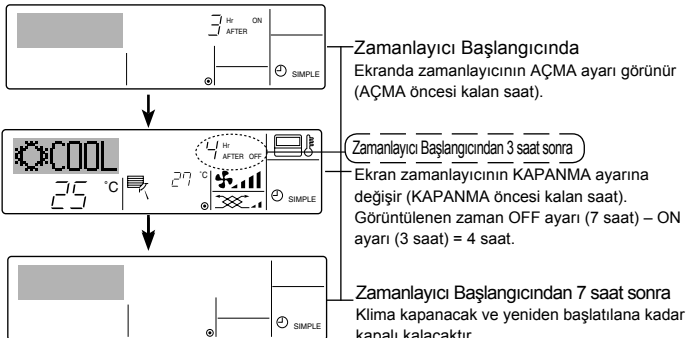 3 Hr ON
AFTER
SIMPLE
Zamanlayıcı Başlangıcında
Ekranda zamanlayıcının AÇMA ayarı görünür
(AÇMA öncesi kalan saat).
COOL
4 Hr
AFTER OFF
25 °C
27 °C
SIMPLE
Zamanlayıcı Başlangıcından 3 saat sonra
Ekran zamanlayıcının KAPANMA ayarına
değişir (KAPANMA öncesi kalan saat).
Görüntülenen zaman OFF ayarı (7 saat) – ON
ayarı (3 saat) = 4 saat.
SIMPLE
Zamanlayıcı Başlangıcından 7 saat sonra
Klima kapanacak ve yeniden başlatılana kadar
kapalı kalacaktır